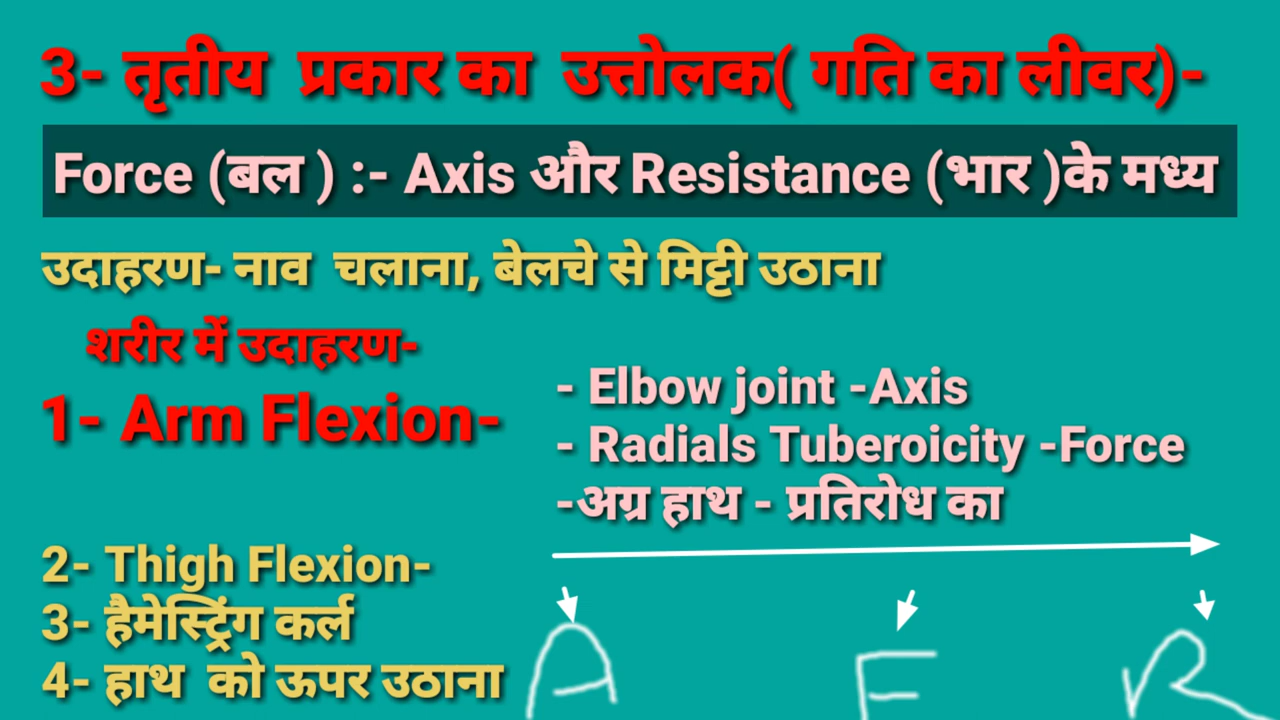 3- तृतीय प्रकार का उत्तोलक( गति का लीवर)-
Force (बल ) :- Axis और Resistance (भार )के मध्य
उदाहरण- नाव चलाना, बेलचे से मिट्टी उठाना
शरीर में उदाहरण-
1- Arm Flexion-
- Elbow joint -Axis
- Radials Tuberoicity -Force
-अग्र हाथ - प्रतिरोध का
2- Thigh Flexion-
3- हैमेस्ट्रिंग कर्ल
4- हाथ को ऊपर उठाना
A F R